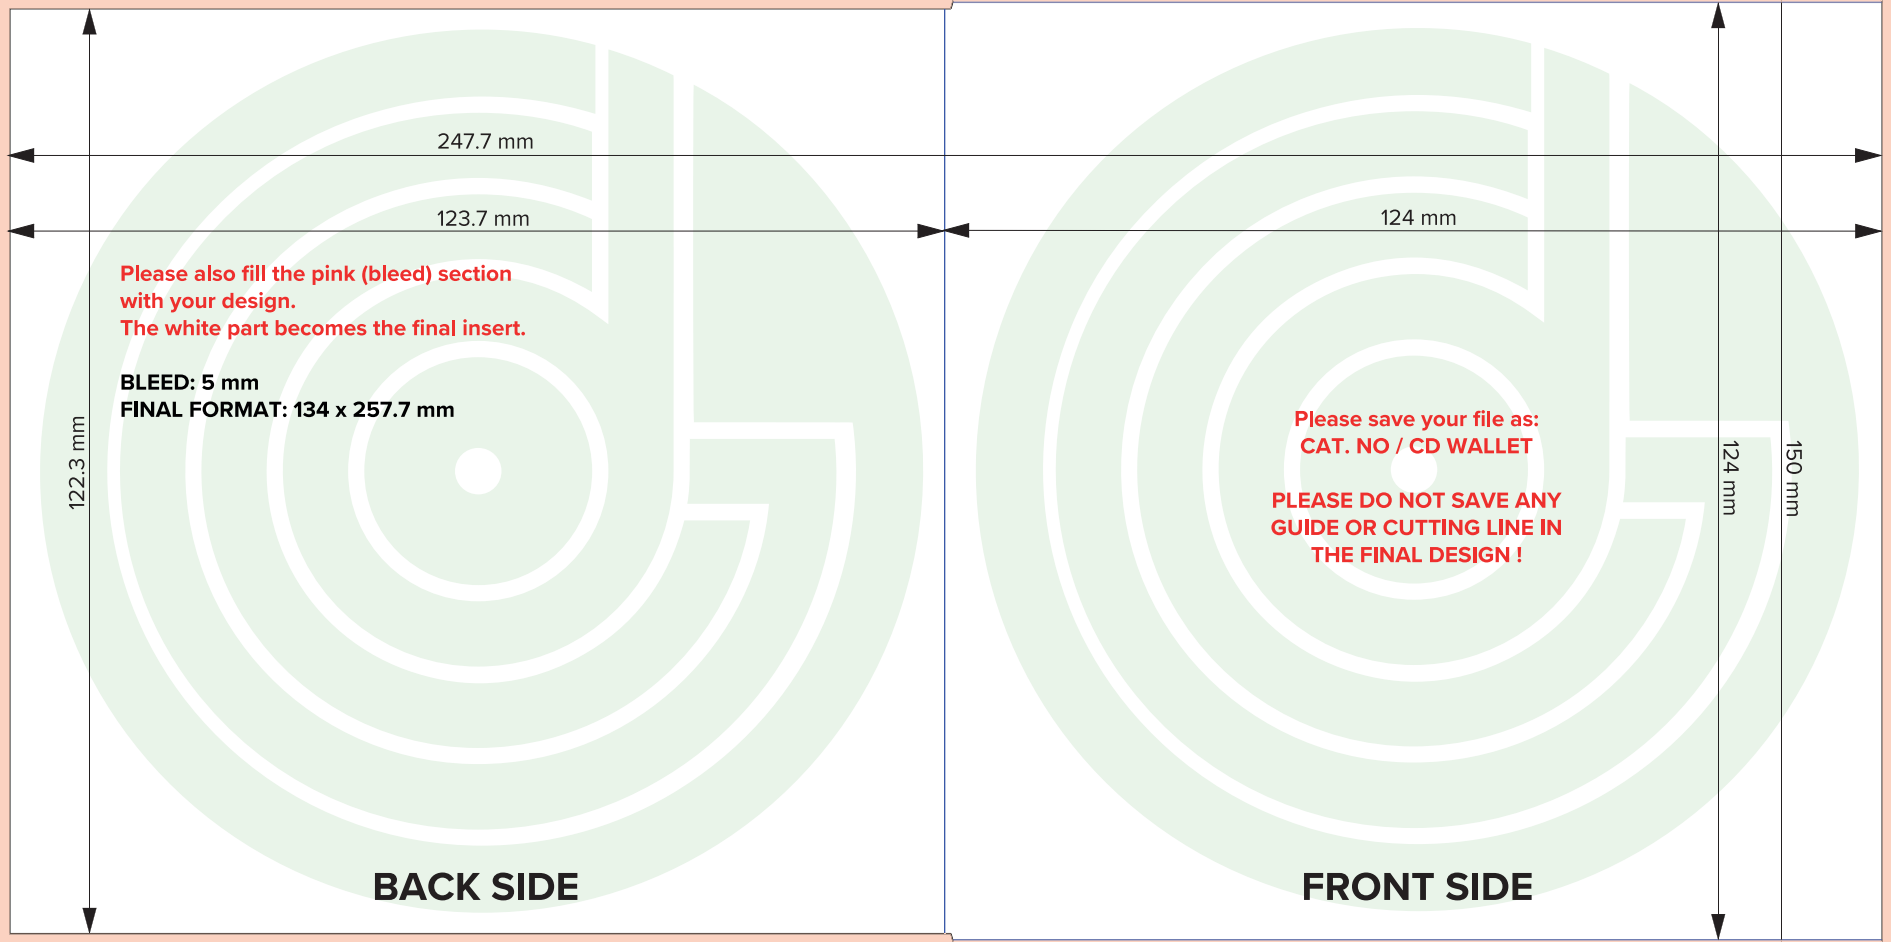 247.7 mm
123.7 mm
124 mm
Please also fill the pink (bleed) section
with your design.
The white part becomes the final insert.
BLEED: 5 mm
FINAL FORMAT: 134 x 257.7 mm
122.3 mm
Please save your file as:
CAT. NO / CD WALLET
PLEASE DO NOT SAVE ANY
GUIDE OR CUTTING LINE IN
THE FINAL DESIGN !
124 mm
150 mm
BACK SIDE
FRONT SIDE